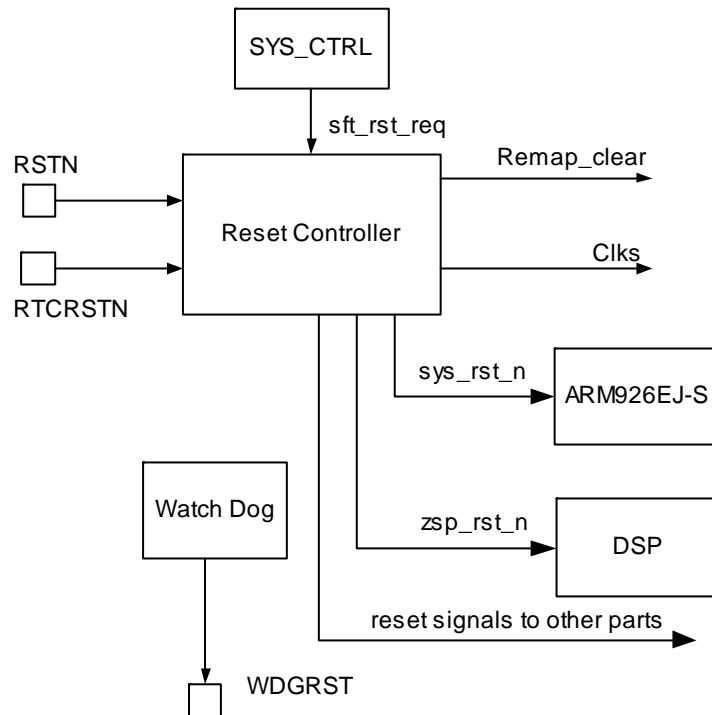 SYS_CTRL
sft_rst_req
RSTN
Remap_clear
Reset Controller
Clks
RTCRSTN
sys_rst_n
ARM926EJ-S
Watch Dog
zsp_rst_n
DSP
reset signals to other parts
WDGRST